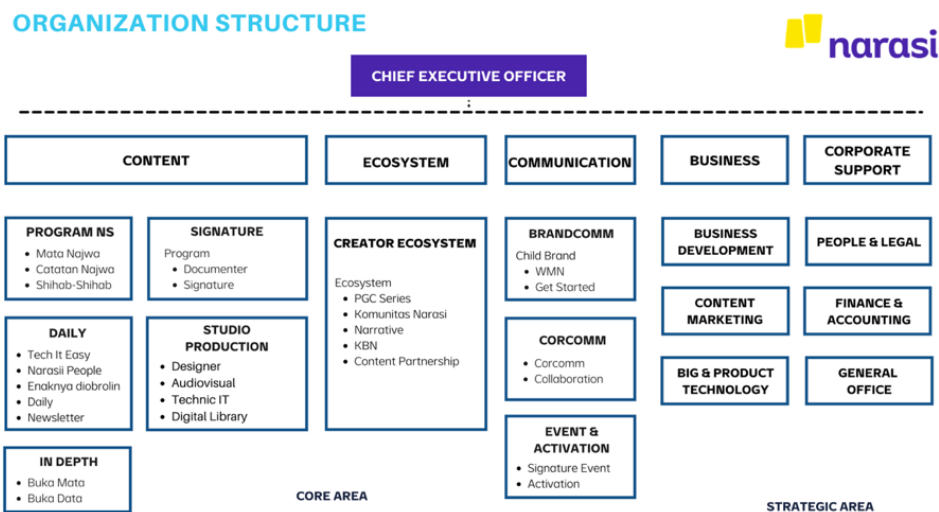 ORGANIZATION STRUCTURE
narasi
CHIEF EXECUTIVE OFFICER
CONTENT
ECOSYSTEM
COMMUNICATION
BUSINESS
CORPORATE
SUPPORT
PROGRAM NS
• Mata Najwa
• Catatan Najwa
• Shihab-Shihab
SIGNATURE
Program
• Documenter
• Signature
DAILY
• Tech It Easy
• Narasii People
• Enaknya diobrolin
• Daily
• Newsletter
STUDIO
PRODUCTION
• Designer
• Audiovisual
• Technic IT
• Digital Library
IN DEPTH
• Buka Mata
• Buka Data
CREATOR ECOSYSTEM
Ecosystem
• PGC Series
• Komunitas Narasi
• Narrative
• KBN
• Content Partnership
BRANDCOMM
Child Brand
• WMN
• Get Started
CORCOMM
• Corcomm
• Collaboration
EVENT &
ACTIVATION
• Signature Event
• Activation
BUSINESS
DEVELOPMENT
CONTENT
MARKETING
BIG & PRODUCT
TECHNOLOGY
PEOPLE & LEGAL
FINANCE &
ACCOUNTING
GENERAL
OFFICE
CORE AREA
STRATEGIC AREA